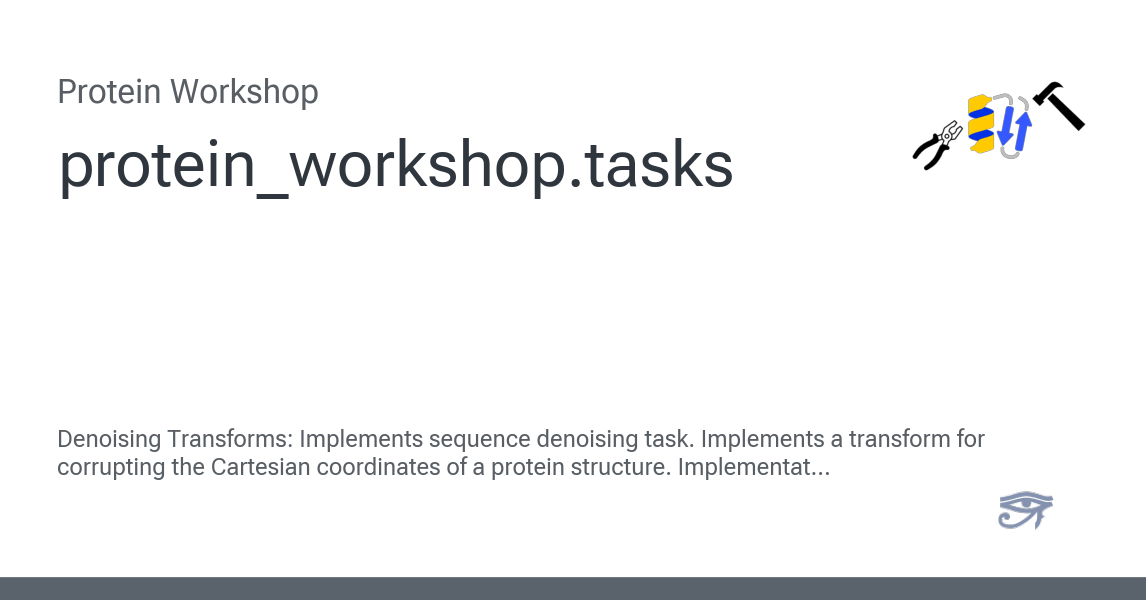 Protein Workshop
protein_workshop.tasks
Denoising Transforms: Implements sequence denoising task. Implements a transform for
corrupting the Cartesian coordinates of a protein structure. Implementat...